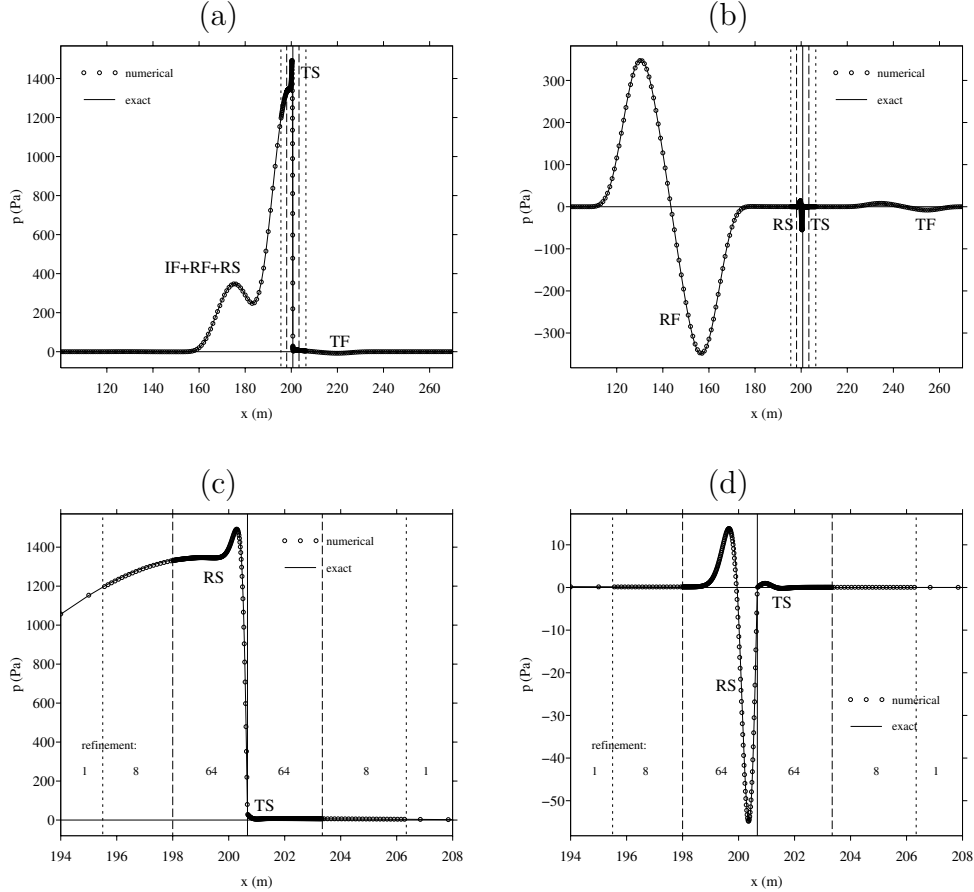 (a)
1400
1200
1000
800
600
400
200
0
p (Pa)
numerical
exact
TS
IF+RF+RS
TF
120 140 160 180 200 220 240 260
x (m)
(b)
300
200
100
0
−100
−200
−300
p (Pa)
numerical
exact
RS TS
TF
RF
120 140 160 180 200 220 240 260
x (m)
(c)
1400
1200
1000
800
600
400
200
0
p (Pa)
numerical
exact
RS
refinement:
1 8 64 64 8 1
TS
194 196 198 200 202 204 206 208
x (m)
(d)
10
0
−10
−20
−30
−40
−50
p (Pa)
TS
RS
numerical
exact
refinement:
1 8 64 64 8 1
194 196 198 200 202 204 206 208
x (m)